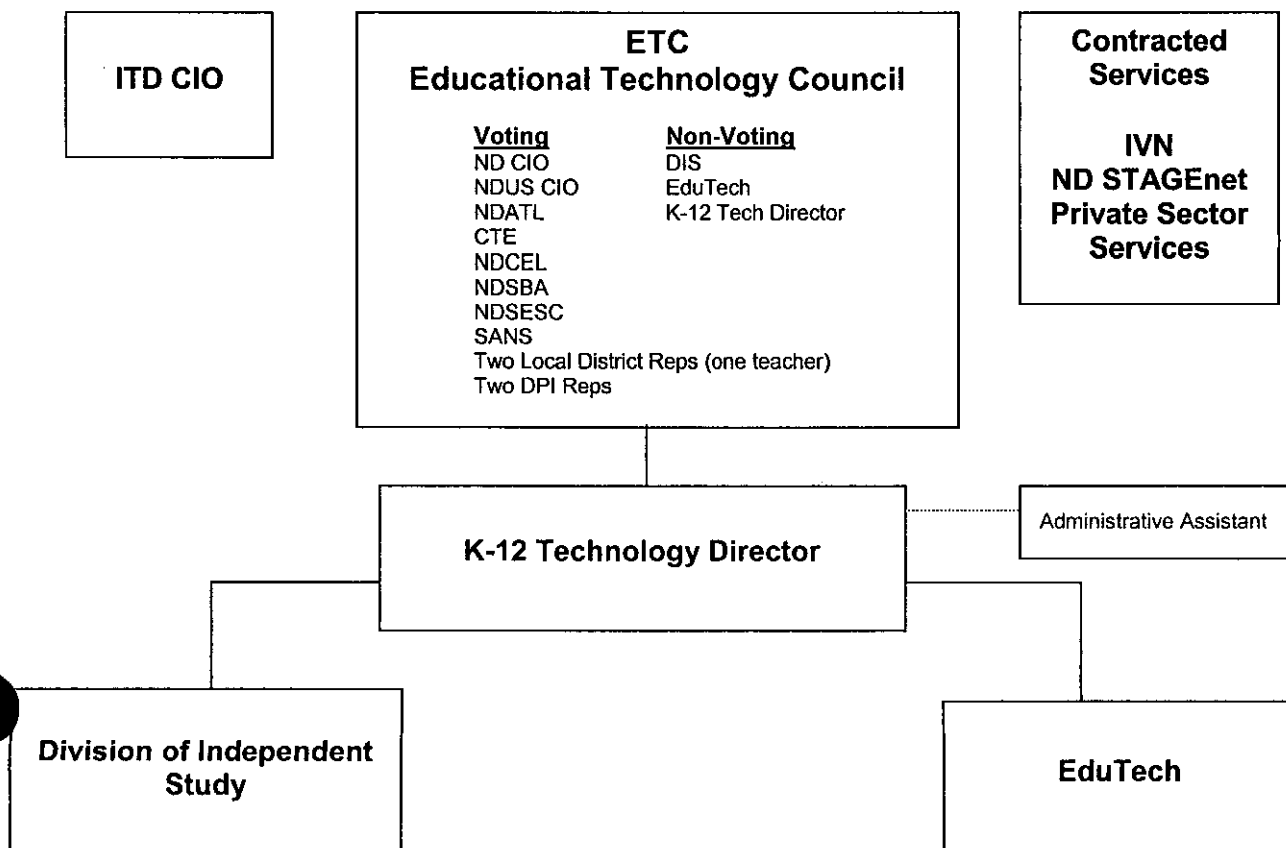 ITD CIO
ETC
Educational Technology Council
Voting
Non-Voting
ND CIO
DIS
NDUS CIO
EduTech
NDATL
K-12 Tech Director
CTE
NDCEL
NDSBA
NDSESC
SANS
Two Local District Reps (one teacher)
Two DPI Reps
Contracted
Services
IVN
ND STAGEnet
Private Sector
Services
K-12 Technology Director
Administrative Assistant
Division of Independent
Study
EduTech